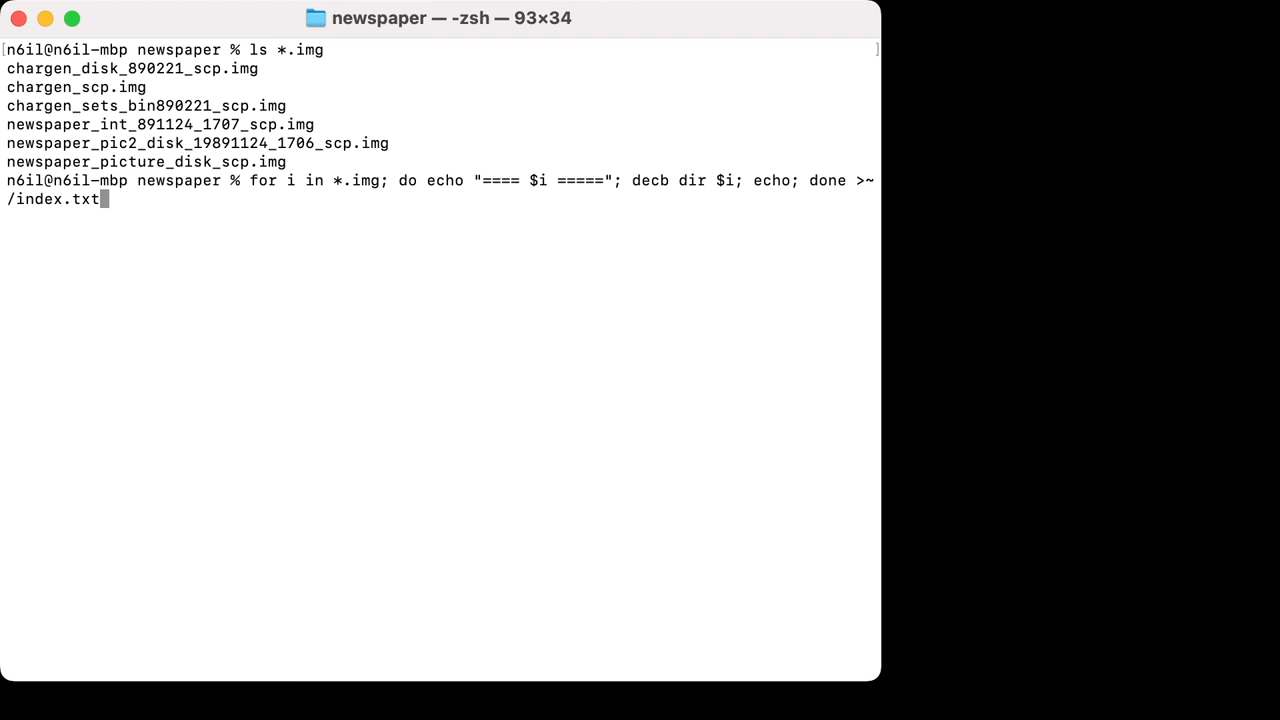 newspaper — -zsh — 93×34
[n6il@n6il-mbp newspaper % ls *.img ]
chargen_disk_890221_scp.img
chargen_scp.img
chargen_sets_bin890221_scp.img
newspaper_int_891124_1707_scp.img
newspaper_pic2_disk_19891124_1706_scp.img
newspaper_picture_disk_scp.img
n6il@n6il-mbp newspaper % for i in *.img; do echo "==== $i ====="; decb dir $i; echo; done >~
/index.txt